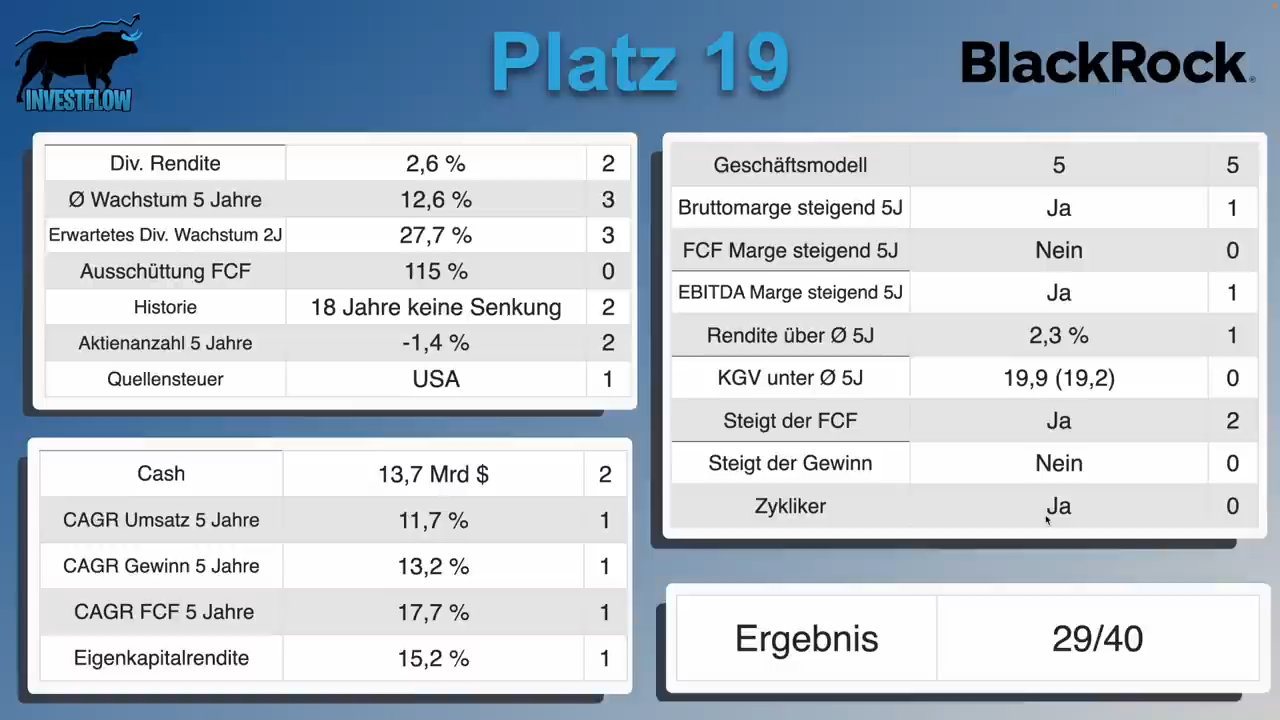 INVESTFLOW
Platz 19
BlackRock.
Div. Rendite 2,6 % 2
Ø Wachstum 5 Jahre 12,6 % 3
Erwartetes Div. Wachstum 2J 27,7 % 3
Ausschüttung FCF 115 % 0
Historie 18 Jahre keine Senkung 2
Aktienanzahl 5 Jahre -1,4 % 2
Quellensteuer USA 1
Cash 13,7 Mrd $ 2
CAGR Umsatz 5 Jahre 11,7 % 1
CAGR Gewinn 5 Jahre 13,2 % 1
CAGR FCF 5 Jahre 17,7 % 1
Eigenkapitalrendite 15,2 % 1
Geschäftsmodell 5 5
Bruttomarge steigend 5J Ja 1
FCF Marge steigend 5J Nein 0
EBITDA Marge steigend 5J Ja 1
Rendite über Ø 5J 2,3 % 1
KGV unter Ø 5J 19,9 (19,2) 0
Steigt der FCF Ja 2
Steigt der Gewinn Nein 0
Zykliker Ja 0
Ergebnis 29/40